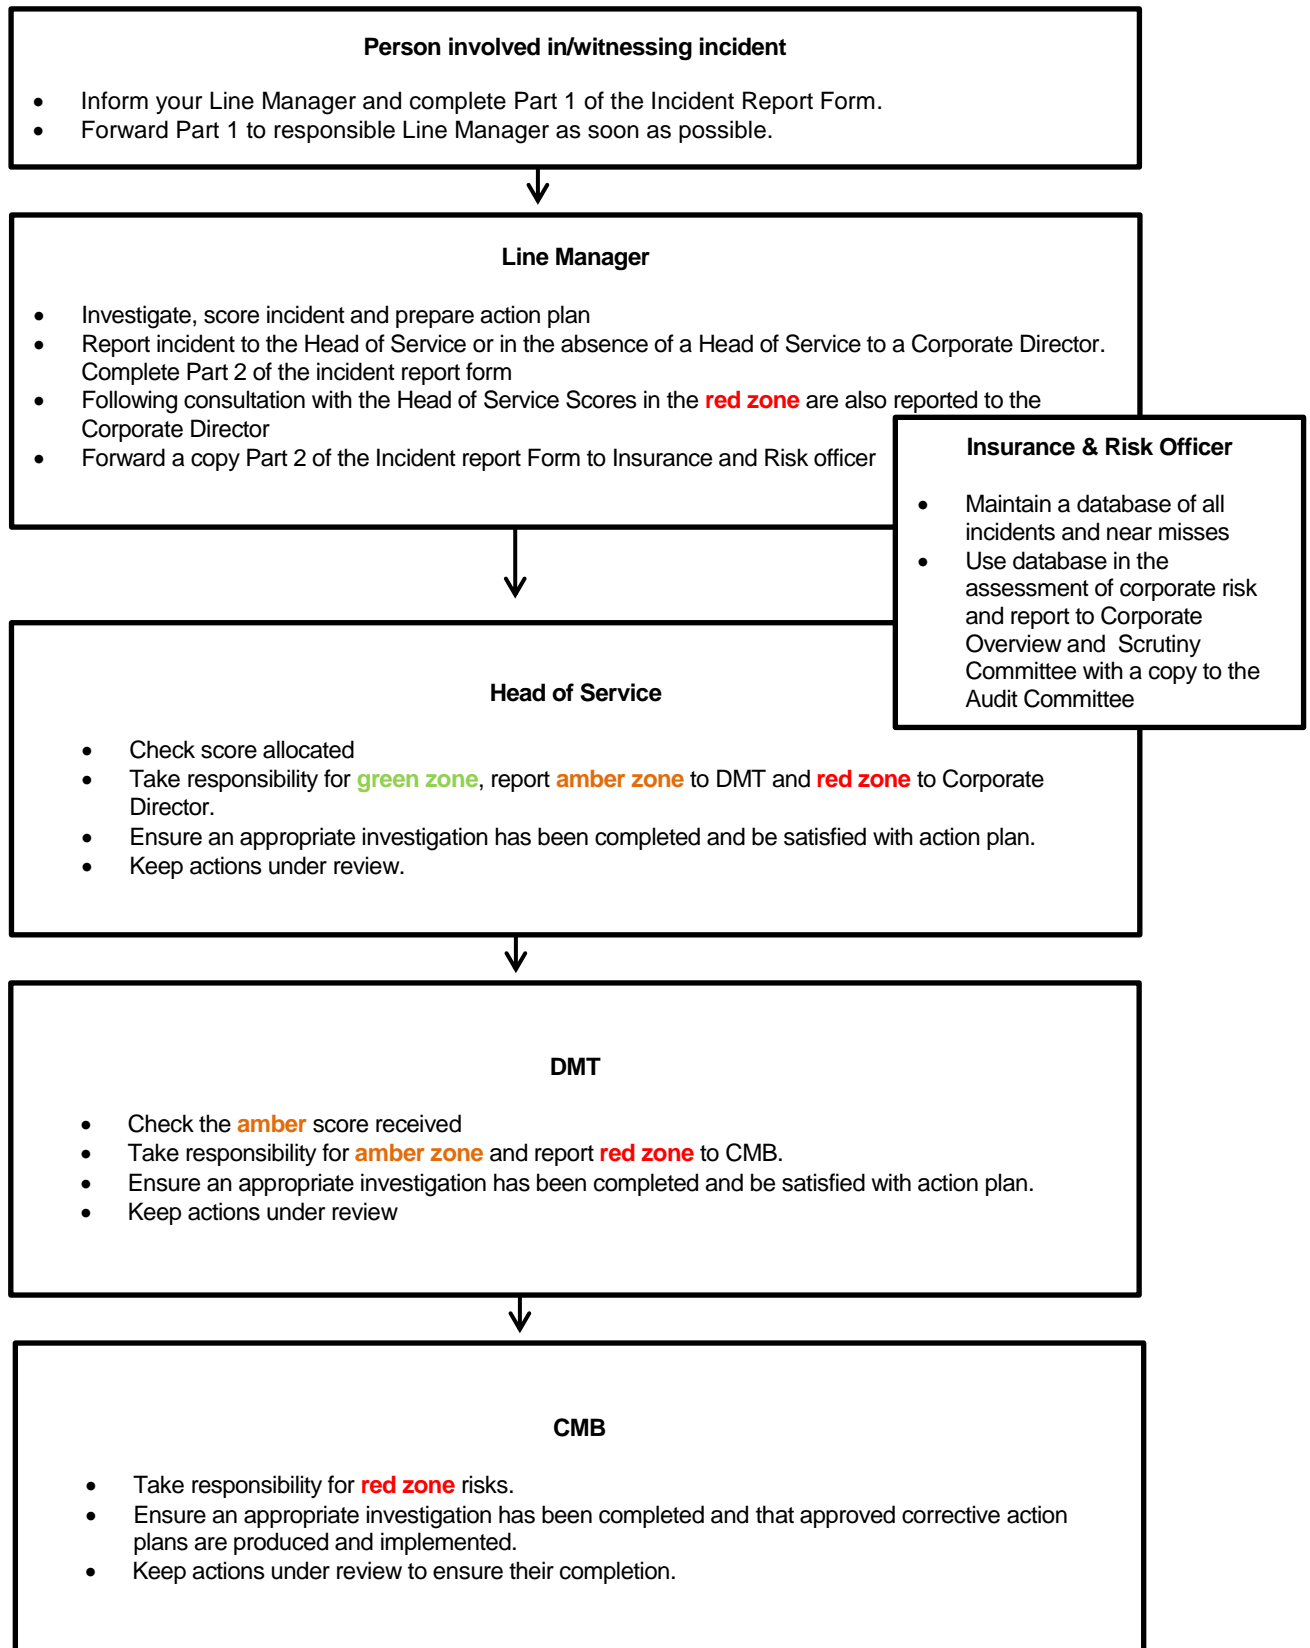 Person involved in/witnessing incident
• Inform your Line Manager and complete Part 1 of the Incident Report Form.
• Forward Part 1 to responsible Line Manager as soon as possible.
Line Manager
• Investigate, score incident and prepare action plan
• Report incident to the Head of Service or in the absence of a Head of Service to a Corporate Director.
Complete Part 2 of the incident report form
• Following consultation with the Head of Service Scores in the red zone are also reported to the
Corporate Director
• Forward a copy Part 2 of the Incident report Form to Insurance and Risk officer
Insurance & Risk Officer
• Maintain a database of all
incidents and near misses
• Use database in the
assessment of corporate risk
and report to Corporate
Overview and Scrutiny
Committee with a copy to the
Audit Committee
Head of Service
• Check score allocated
• Take responsibility for green zone, report amber zone to DMT and red zone to Corporate
Director.
• Ensure an appropriate investigation has been completed and be satisfied with action plan.
• Keep actions under review.
DMT
• Check the amber score received
• Take responsibility for amber zone and report red zone to CMB.
• Ensure an appropriate investigation has been completed and be satisfied with action plan.
• Keep actions under review
CMB
• Take responsibility for red zone risks.
• Ensure an appropriate investigation has been completed and that approved corrective action
plans are produced and implemented.
• Keep actions under review to ensure their completion.